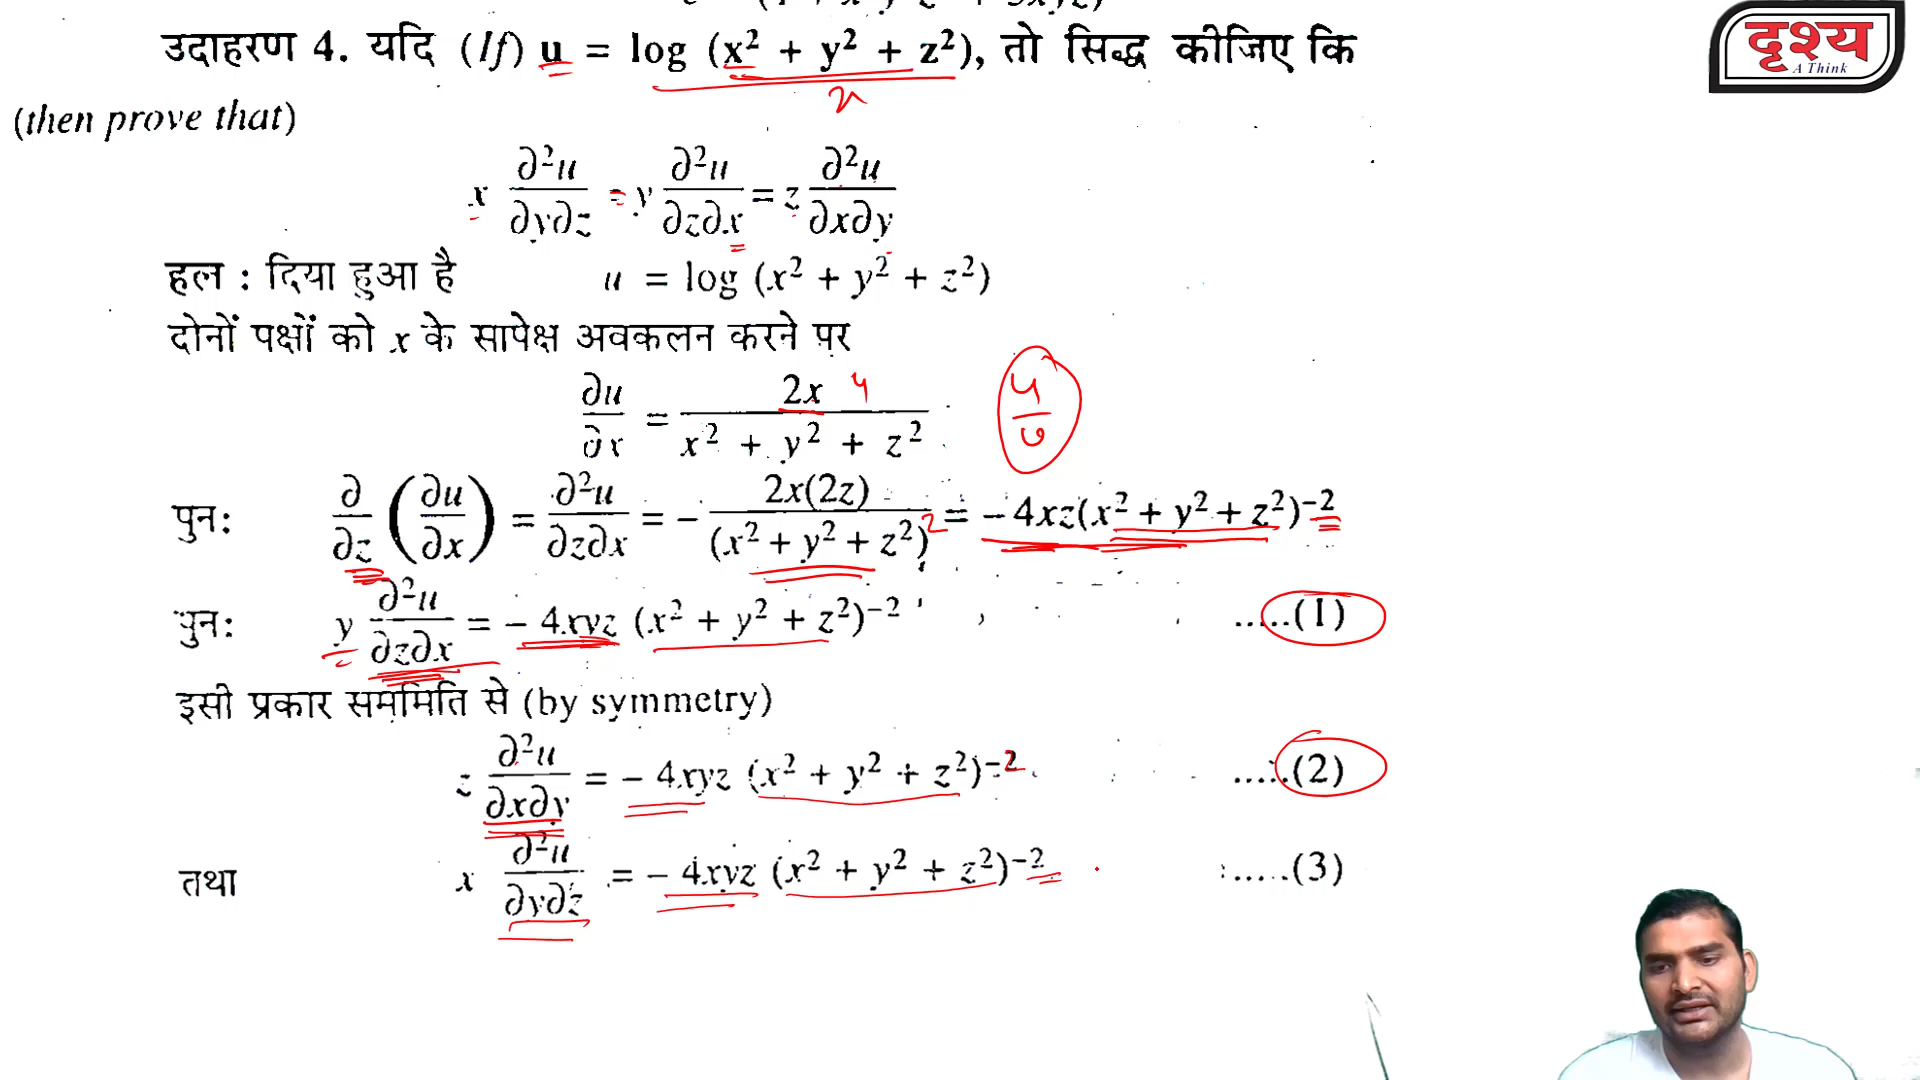 दृश्य
A Think
उदाहरण 4. यदि (If) u = log (x² + y² + z²), तो सिद्ध कीजिए कि
(then prove that)
x ∂²u/∂y∂z = y ∂²u/∂z∂x = z ∂²u/∂x∂y
हल : दिया हुआ है u = log (x² + y² + z²)
दोनों पक्षों को x के सापेक्ष अवकलन करने पर
∂u/∂x = 2x/(x² + y² + z²)
पुनः ∂/∂z (∂u/∂x) = ∂²u/∂z∂x = − 2x(2z)/(x² + y² + z²)² = − 4xz(x² + y² + z²)⁻²
पुनः y ∂²u/∂z∂x = − 4xyz (x² + y² + z²)⁻² .....(1)
इसी प्रकार सममिति से (by symmetry)
z ∂²u/∂x∂y = − 4xyz (x² + y² + z²)⁻² .....(2)
तथा x ∂²u/∂y∂z = − 4xyz (x² + y² + z²)⁻² .....(3)